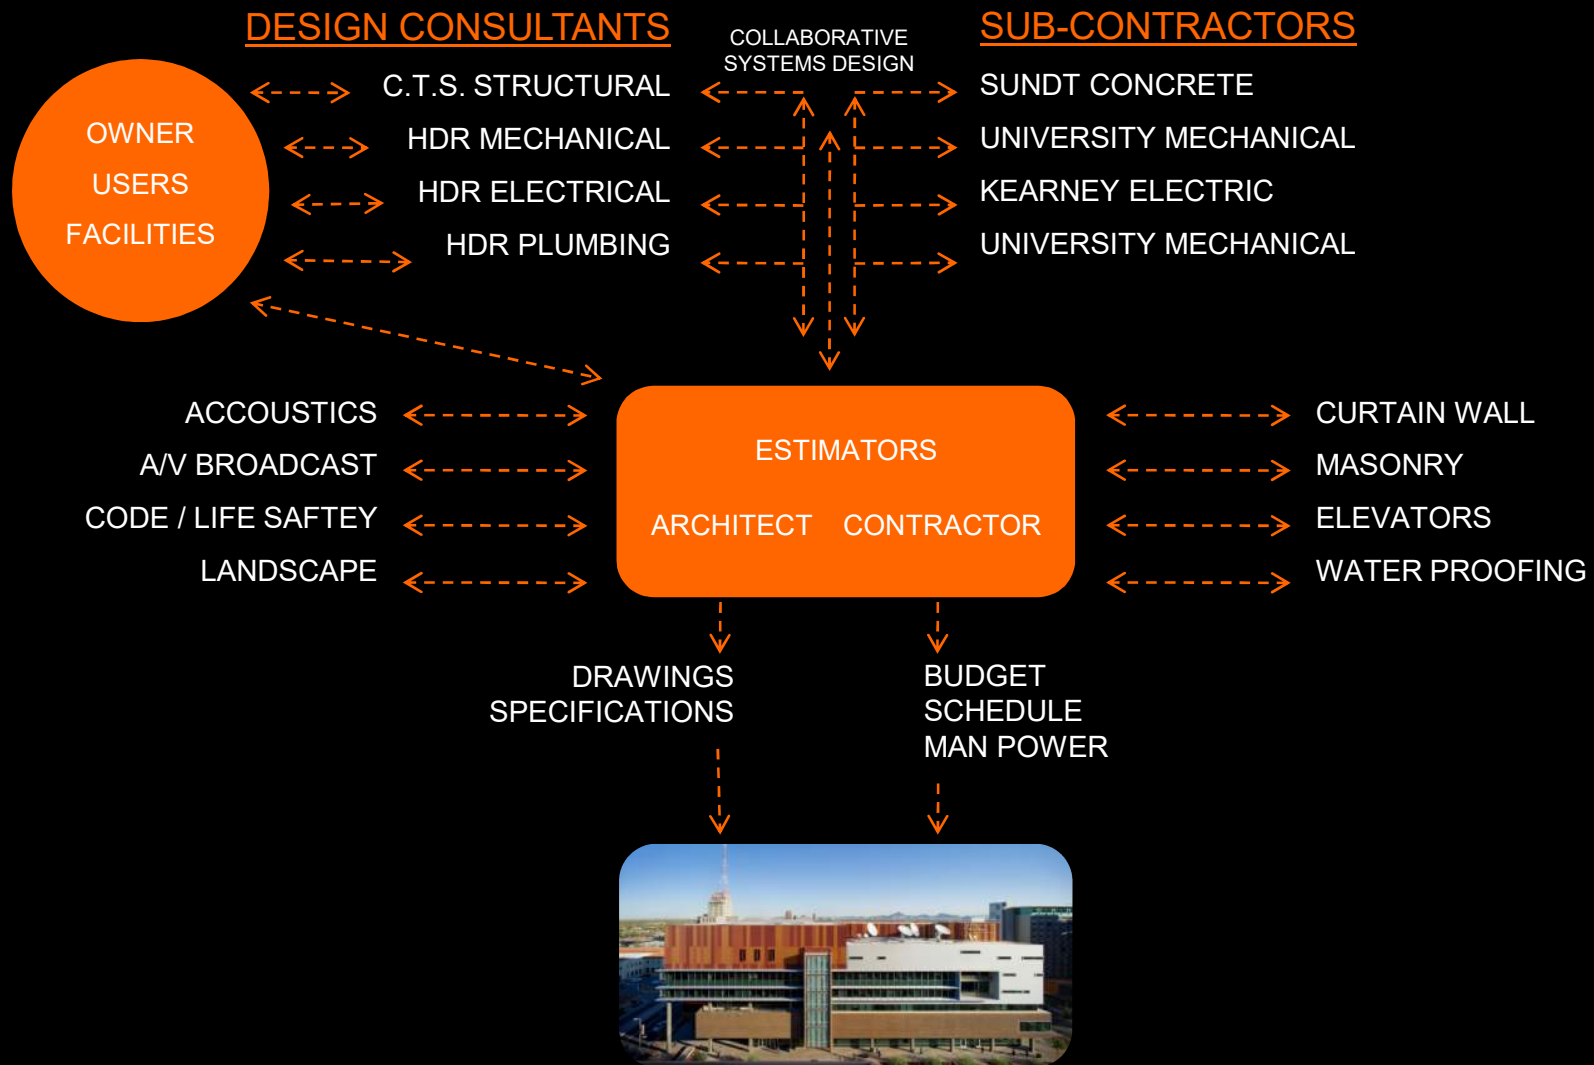 DESIGN CONSULTANTS
COLLABORATIVE
SYSTEMS DESIGN
SUB-CONTRACTORS
OWNER
USERS
FACILITIES
C.T.S. STRUCTURAL
HDR MECHANICAL
HDR ELECTRICAL
HDR PLUMBING
SUNDT CONCRETE
UNIVERSITY MECHANICAL
KEARNEY ELECTRIC
UNIVERSITY MECHANICAL
ACCOUSTICS
A/V BROADCAST
CODE / LIFE SAFTEY
LANDSCAPE
ESTIMATORS
ARCHITECT CONTRACTOR
CURTAIN WALL
MASONRY
ELEVATORS
WATER PROOFING
DRAWINGS
SPECIFICATIONS
BUDGET
SCHEDULE
MAN POWER